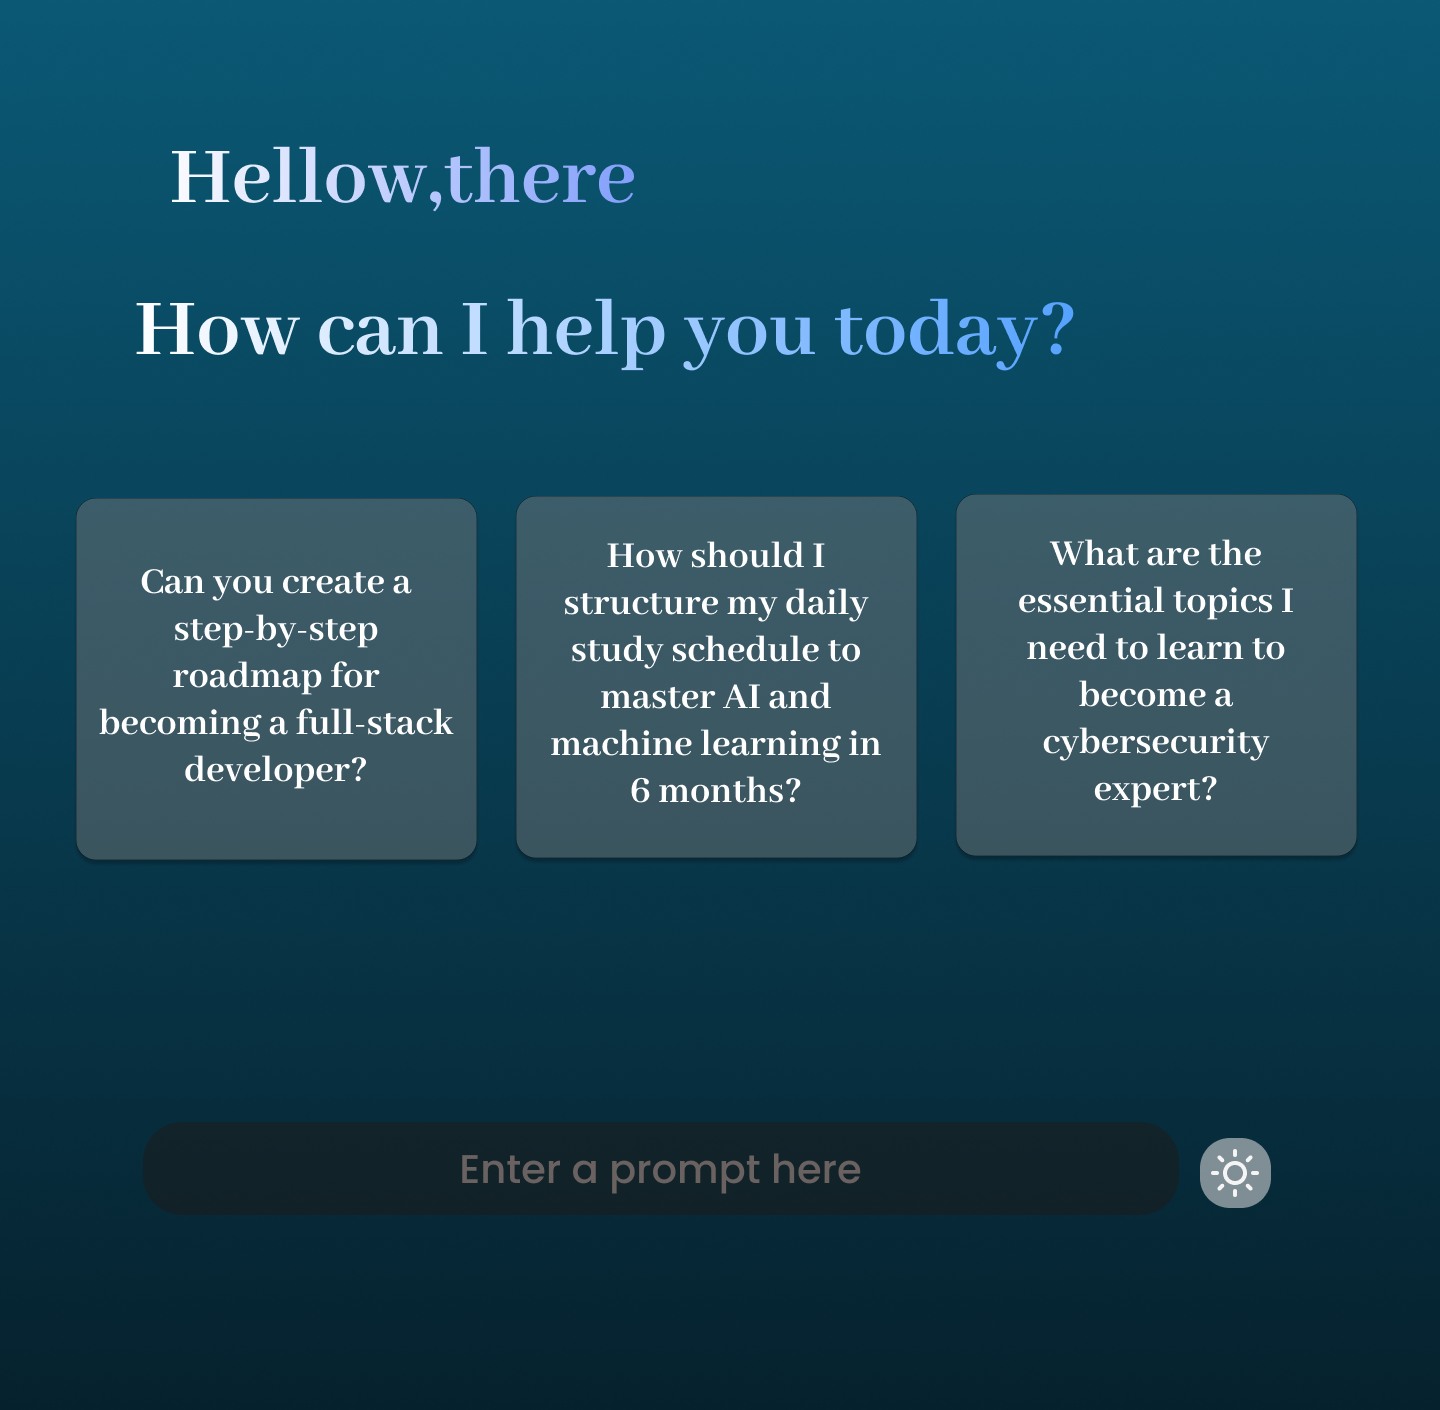 Hellow,there
How can I help you today?
Can you create a
step-by-step
roadmap for
becoming a full-stack
developer?
How should I
structure my daily
study schedule to
master AI and
machine learning in
6 months?
What are the
essential topics I
need to learn to
become a
cybersecurity
expert?
Enter a prompt here